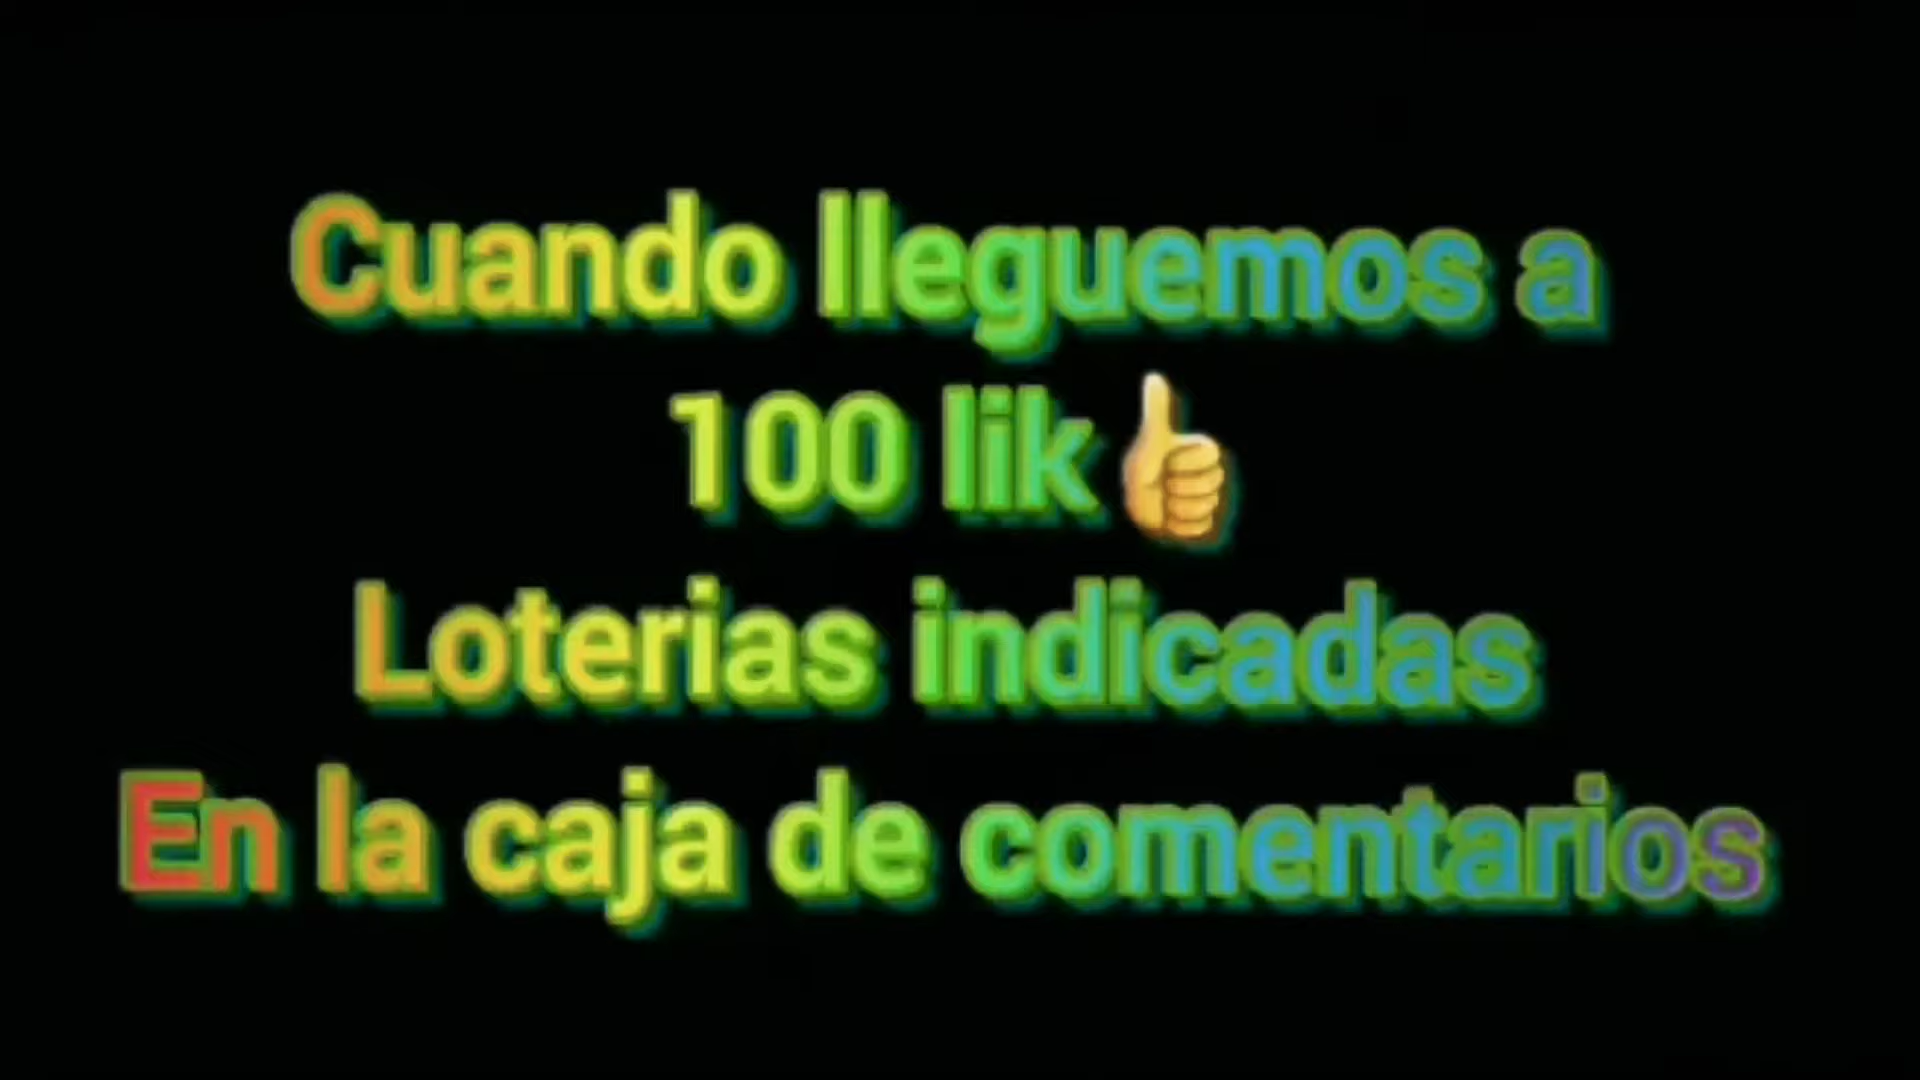 Cuando lleguemos a
100 lik👍
Loterias indicadas
En la caja de comentarios